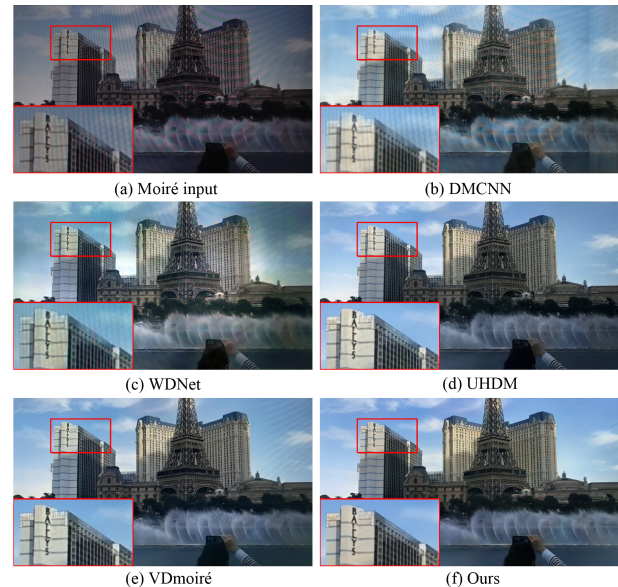 (a) Moiré input
(b) DMCNN
(c) WDNet
(d) UHDM
(e) VDmoiré
(f) Ours